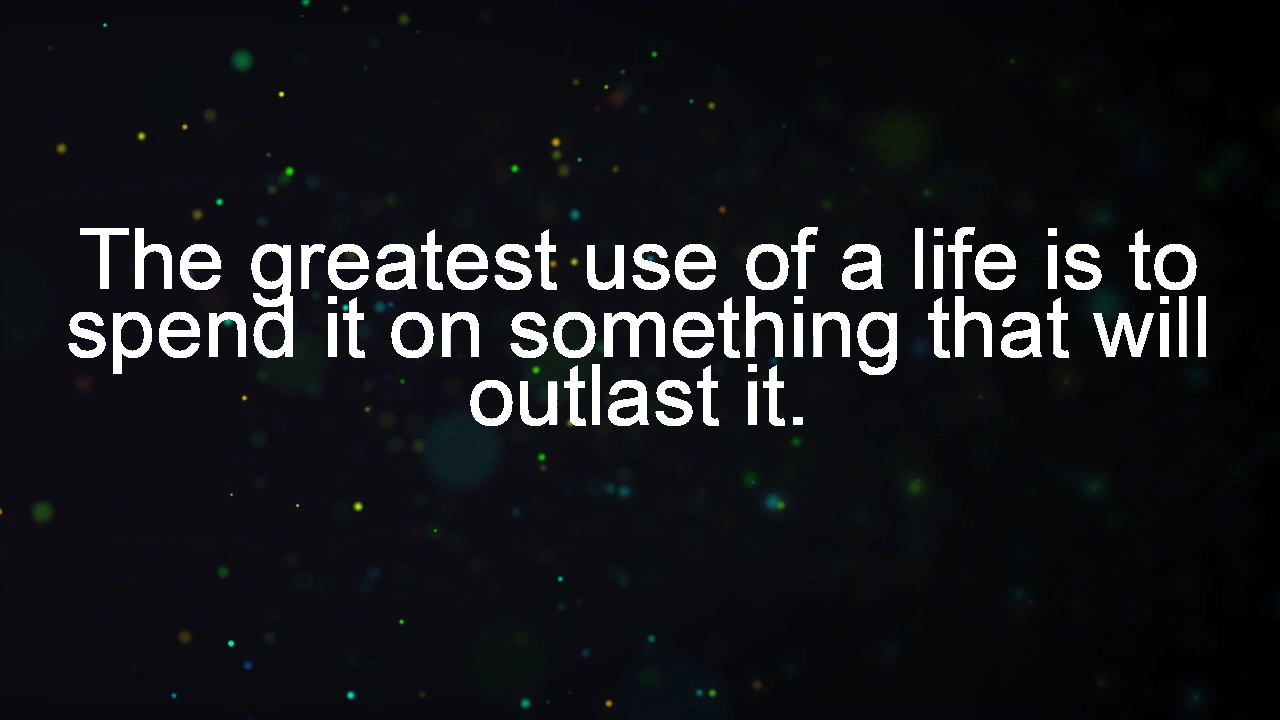 The greatest use of a life is to
spend it on something that will
outlast it.